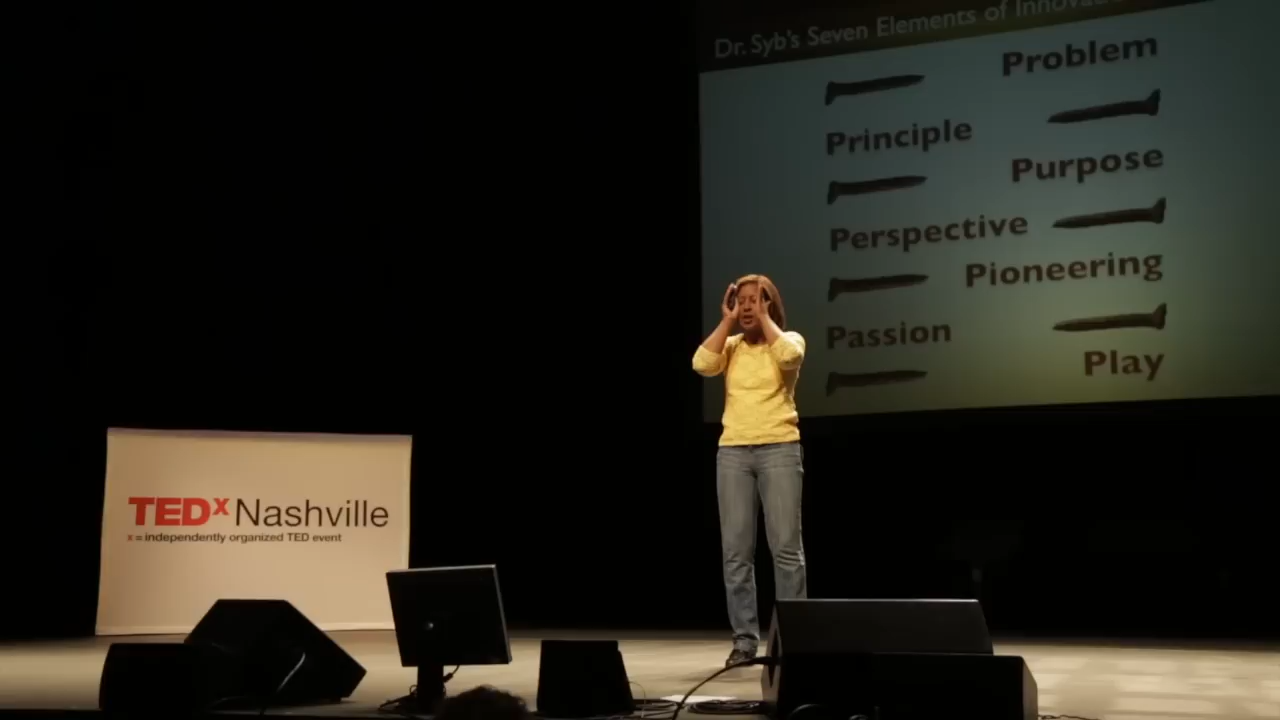 Dr. Syb's Seven Elements of
Problem
Principle
Purpose
Perspective
Pioneering
Passion
Play
TEDx Nashville
x = independently organized TED event